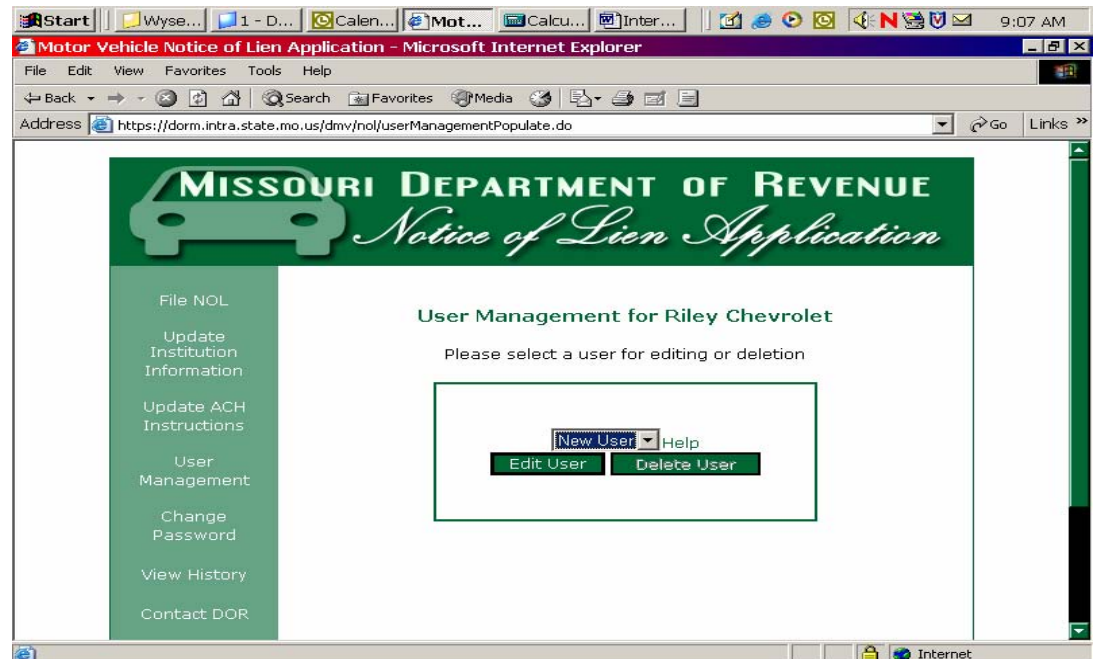 Start Wyse... 1 - D... Calen... Mot... Calcu... Inter... 9:07 AM
Motor Vehicle Notice of Lien Application - Microsoft Internet Explorer
File Edit View Favorites Tools Help
Back Search Favorites Media
Address https://dorm.intra.state.mo.us/dmv/nol/userManagementPopulate.do Go Links »
MISSOURI DEPARTMENT OF REVENUE
Notice of Lien Application
File NOL
Update
Institution
Information
Update ACH
Instructions
User
Management
Change
Password
View History
Contact DOR
User Management for Riley Chevrolet
Please select a user for editing or deletion
New User Help
Edit User Delete User
Internet